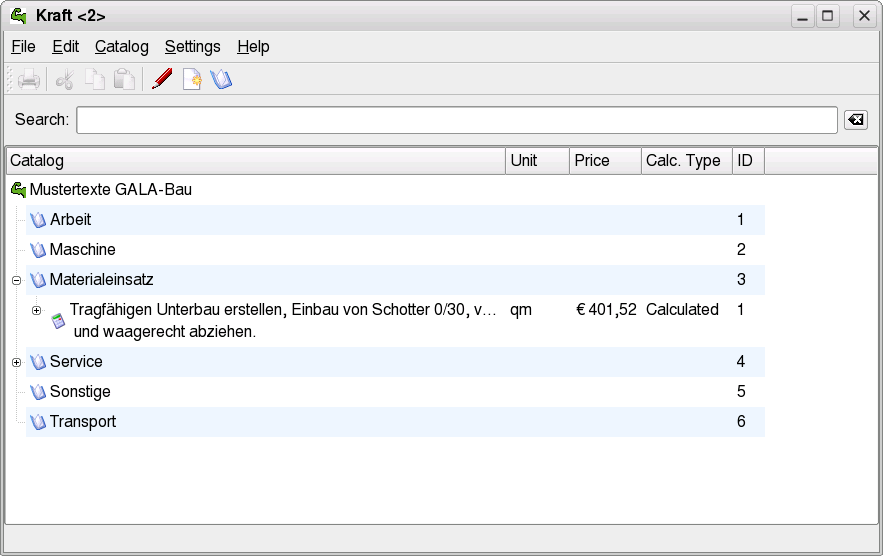 Kraft <2>
File Edit Catalog Settings Help
Search:
Catalog Unit Price Calc. Type ID
Mustertexte GALA-Bau
Arbeit 1
Maschine 2
Materialeinsatz 3
Tragfähigen Unterbau erstellen, Einbau von Schotter 0/30, v... qm € 401,52 Calculated 1
und waagerecht abziehen.
Service 4
Sonstige 5
Transport 6